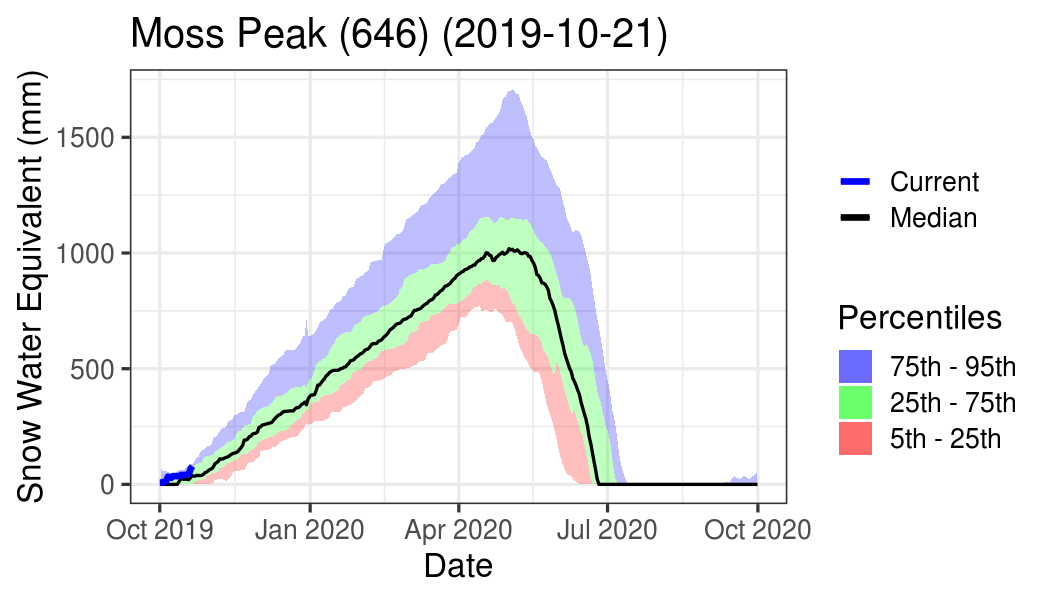 Moss Peak (646) (2019-10-21)
Snow Water Equivalent (mm)
1500
1000
500
0
Oct 2019
Jan 2020
Apr 2020
Jul 2020
Oct 2020
Date
Current
Median
Percentiles
75th - 95th
25th - 75th
5th - 25th